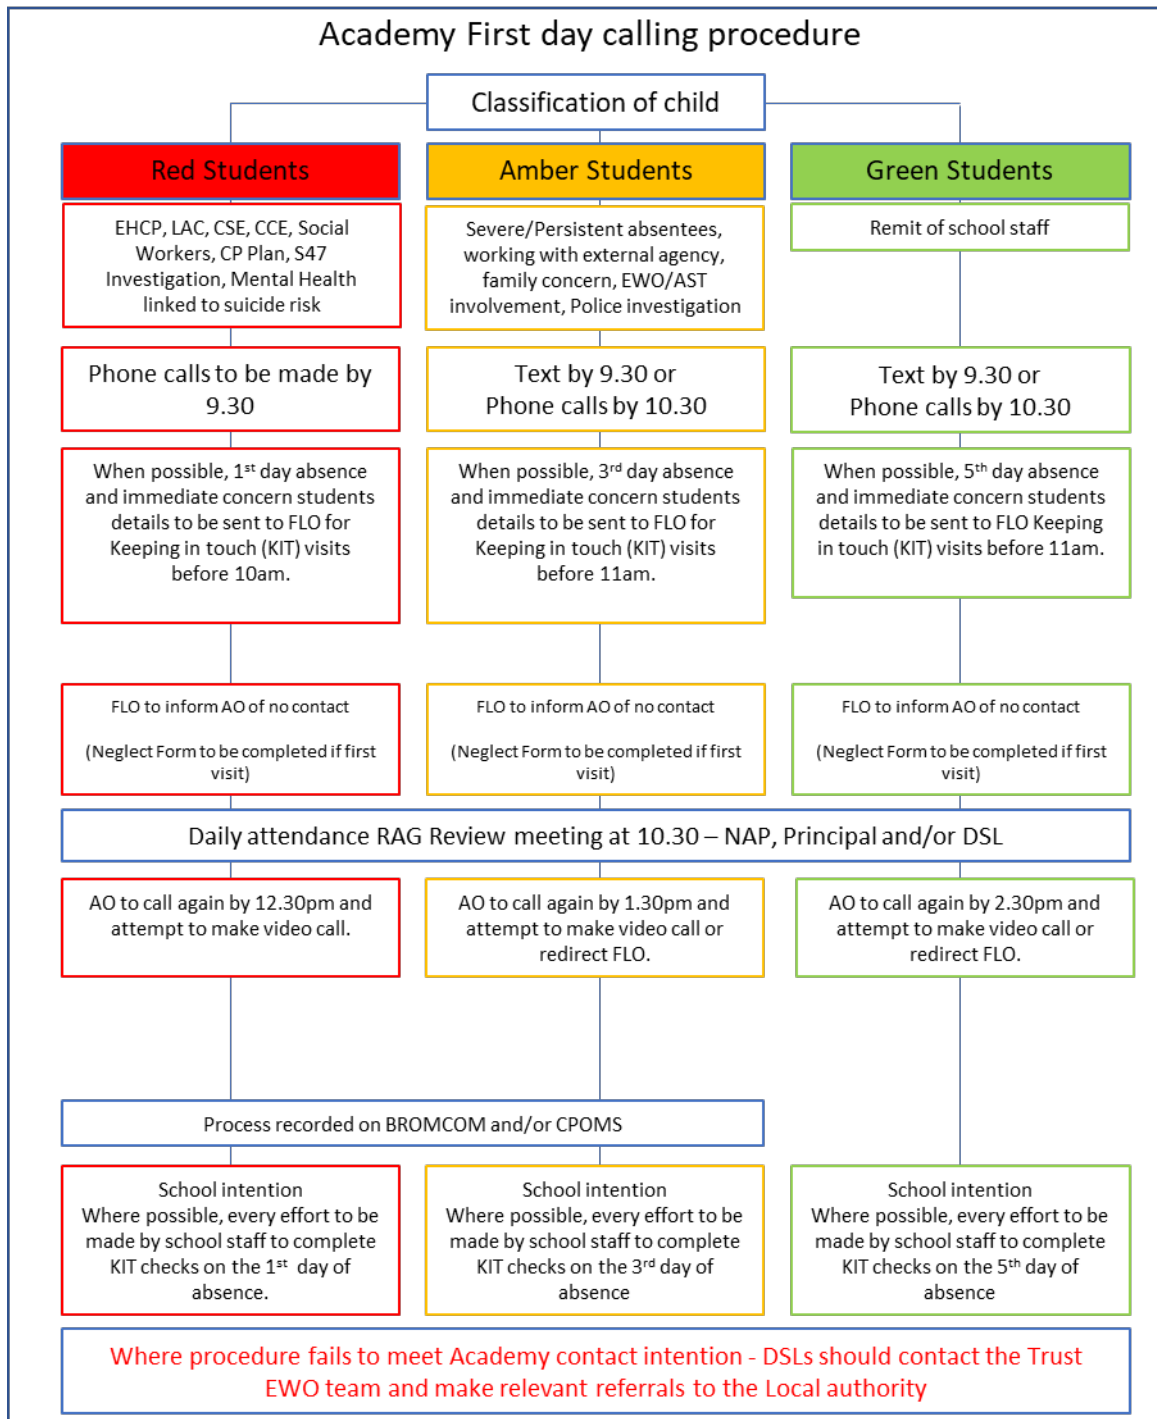 Academy First day calling procedure
Classification of child
Red Students
Amber Students
Green Students
EHCP, LAC, CSE, CCE, Social
Workers, CP Plan, S47
Investigation, Mental Health
linked to suicide risk
Severe/Persistent absentees,
working with external agency,
family concern, EWO/AST
involvement, Police investigation
Remit of school staff
Phone calls to be made by
9.30
Text by 9.30 or
Phone calls by 10.30
Text by 9.30 or
Phone calls by 10.30
When possible, 1st day absence
and immediate concern students
details to be sent to FLO for
Keeping in touch (KIT) visits
before 10am.
When possible, 3rd day absence
and immediate concern students
details to be sent to FLO for
Keeping in touch (KIT) visits
before 11am.
When possible, 5th day absence
and immediate concern students
details to be sent to FLO Keeping
in touch (KIT) visits before 11am.
FLO to inform AO of no contact
(Neglect Form to be completed if first
visit)
FLO to inform AO of no contact
(Neglect Form to be completed if first
visit)
FLO to inform AO of no contact
(Neglect Form to be completed if first
visit)
Daily attendance RAG Review meeting at 10.30 – NAP, Principal and/or DSL
AO to call again by 12.30pm and
attempt to make video call.
AO to call again by 1.30pm and
attempt to make video call or
redirect FLO.
AO to call again by 2.30pm and
attempt to make video call or
redirect FLO.
Process recorded on BROMCOM and/or CPOMS
School intention
Where possible, every effort to be
made by school staff to complete
KIT checks on the 1st day of
absence.
School intention
Where possible, every effort to be
made by school staff to complete
KIT checks on the 3rd day of
absence
School intention
Where possible, every effort to be
made by school staff to complete
KIT checks on the 5th day of
absence
Where procedure fails to meet Academy contact intention - DSLs should contact the Trust
EWO team and make relevant referrals to the Local authority